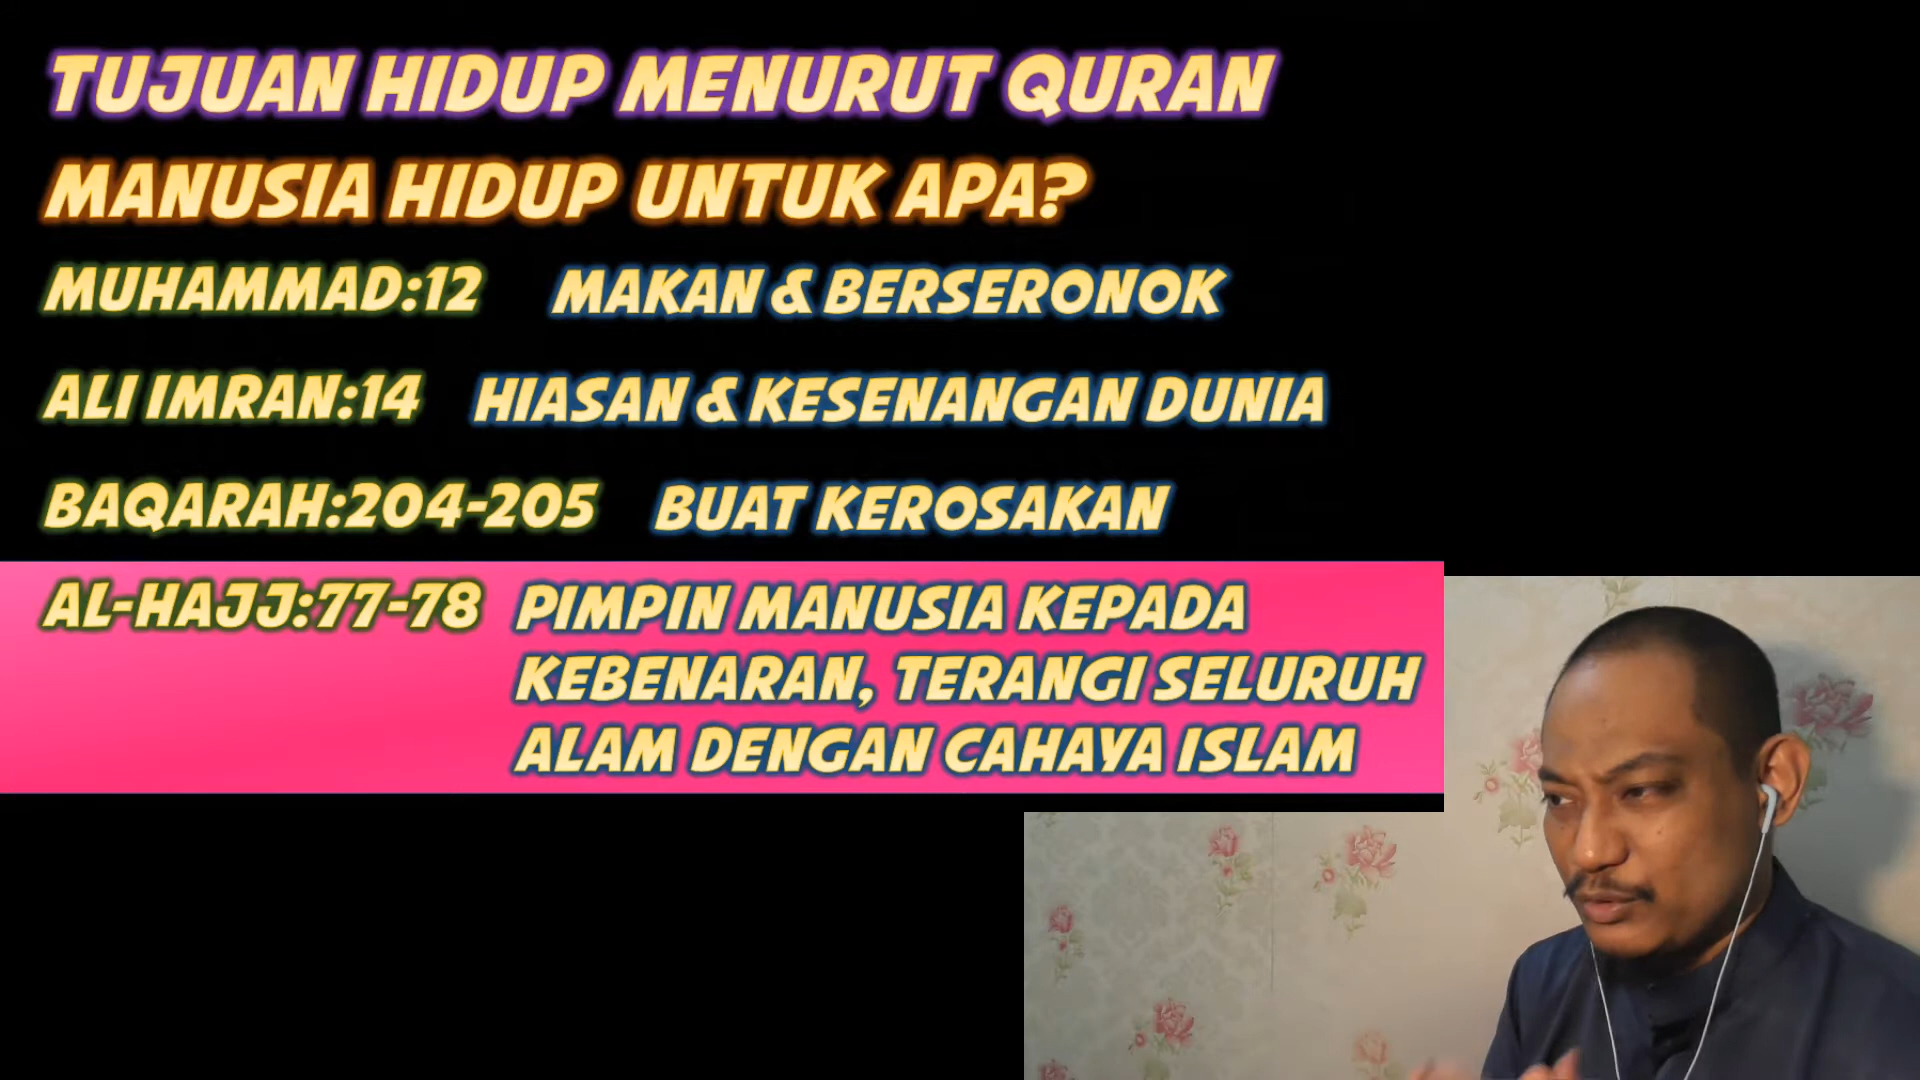 TUJUAN HIDUP MENURUT QURAN
MANUSIA HIDUP UNTUK APA?
MUHAMMAD:12 MAKAN & BERSERONOK
ALI IMRAN:14 HIASAN & KESENANGAN DUNIA
BAQARAH:204-205 BUAT KEROSAKAN
AL-HAJJ:77-78 PIMPIN MANUSIA KEPADA
KEBENARAN, TERANGI SELURUH
ALAM DENGAN CAHAYA ISLAM